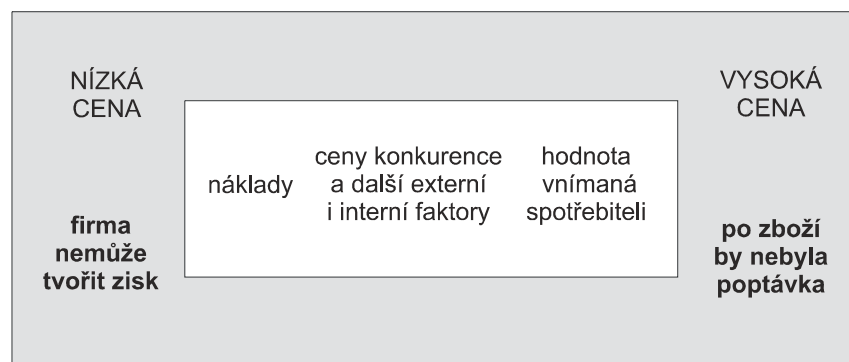 NÍZKÁ
CENA
firma
nemůže
tvořit zisk
náklady
ceny konkurence
a další externí
i interní faktory
hodnota
vnímaná
spotřebiteli
VYSOKÁ
CENA
po zboží
by nebyla
poptávka